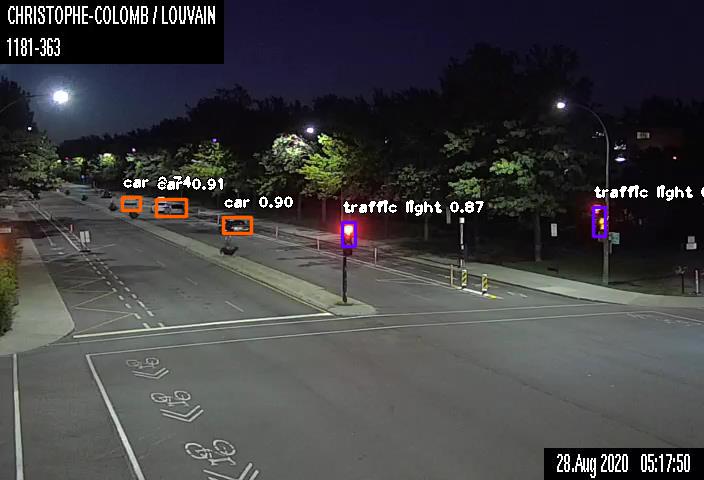 CHRISTOPHE-COLOMB / LOUVAIN
1181-363
car 0.91
car 0.90
traffic light 0.87
traffic light
28.Aug 2020 05:17:50